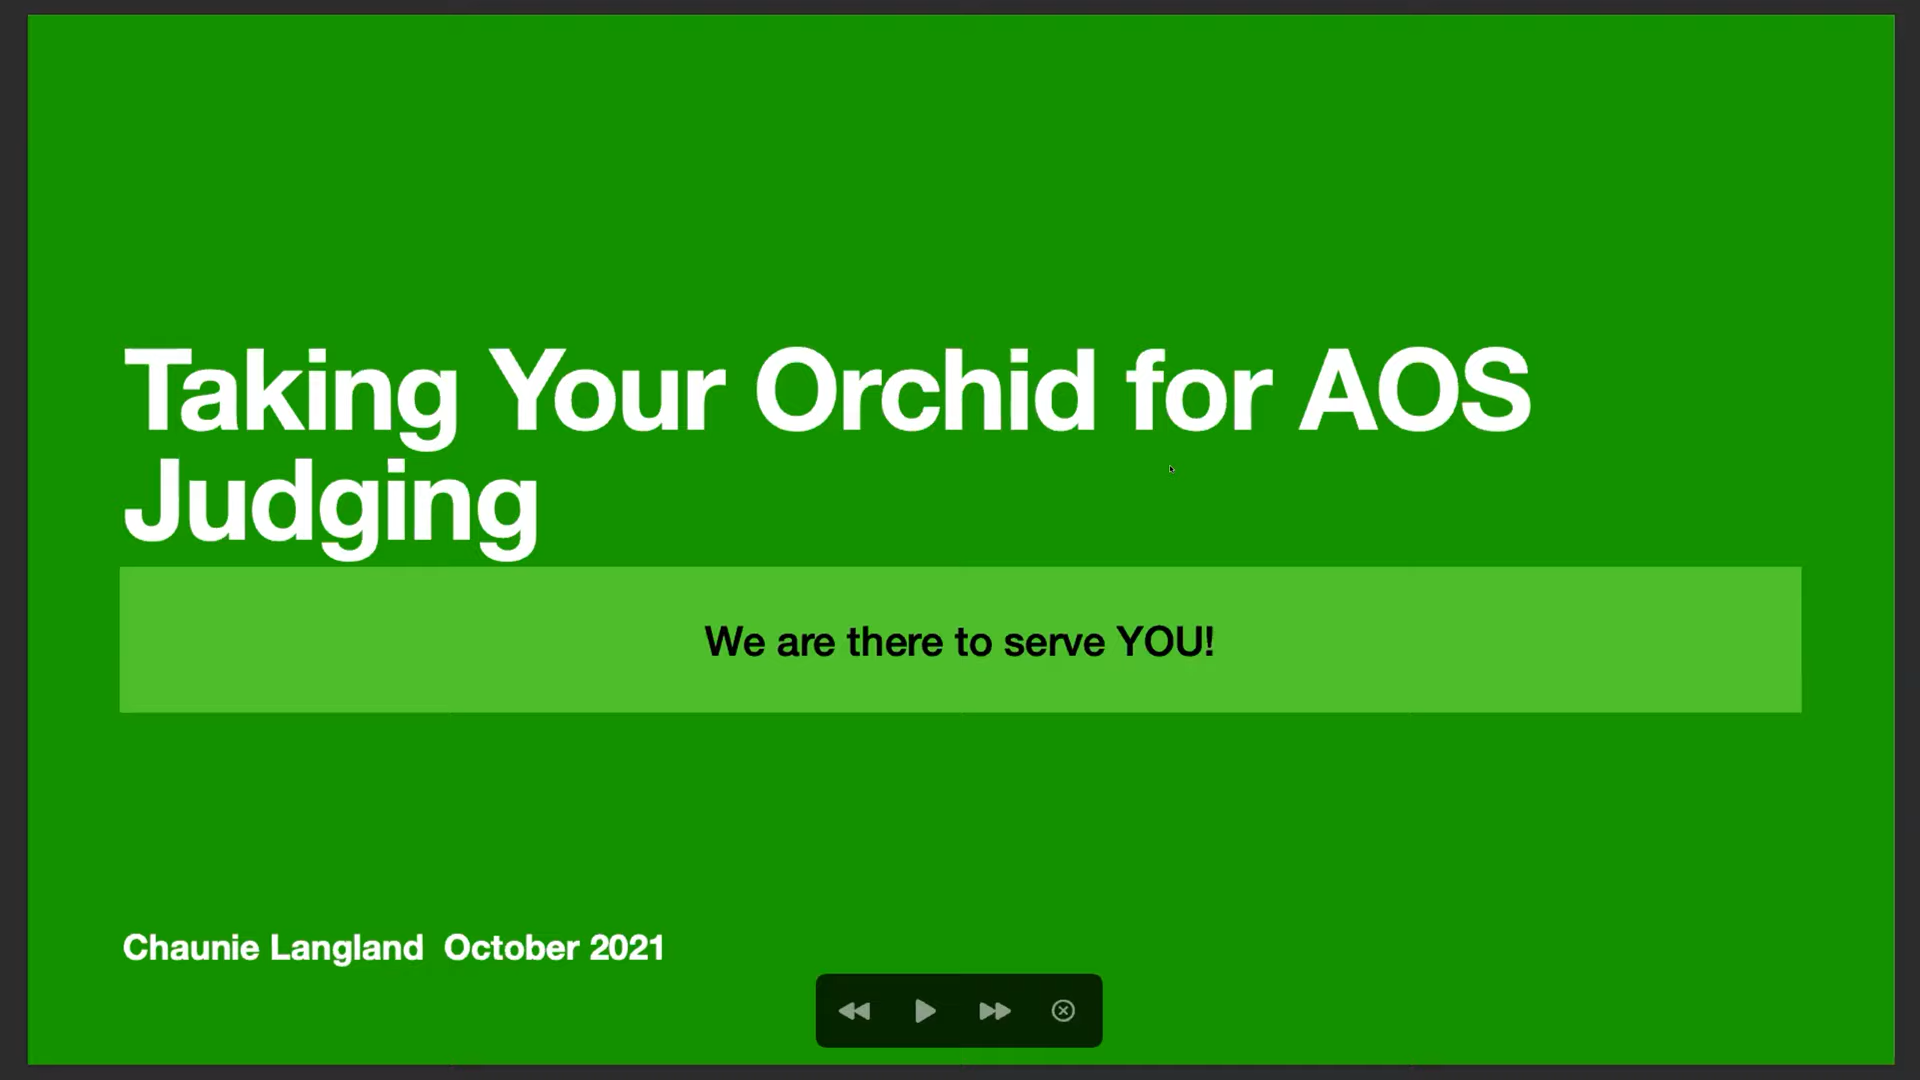 Taking Your Orchid for AOS
Judging
We are there to serve YOU!
Chaunie Langland  October 2021